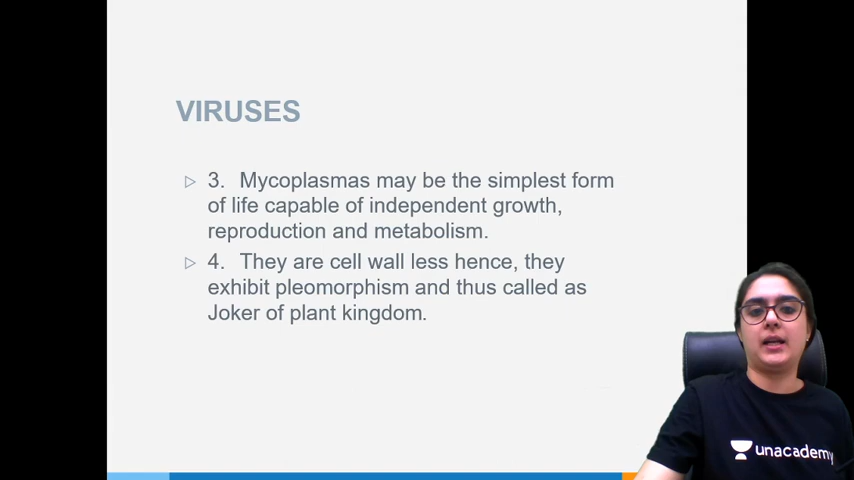 VIRUSES
3. Mycoplasmas may be the simplest form
of life capable of independent growth,
reproduction and metabolism.
4. They are cell wall less hence, they
exhibit pleomorphism and thus called as
Joker of plant kingdom.
unacademy